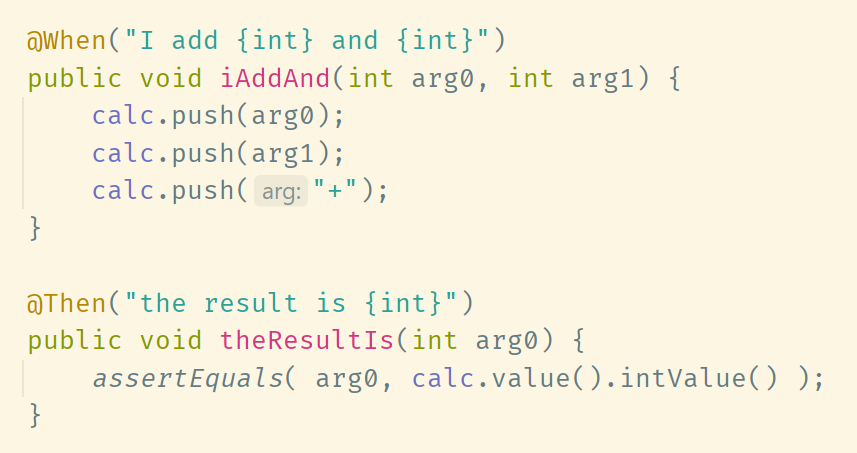 @When("I add {int} and {int}")
public void iAddAnd(int arg0, int arg1) {
calc.push(arg0);
calc.push(arg1);
calc.push( arg: "+");
}
@Then("the result is {int}")
public void theResultIs(int arg0) {
assertEquals( arg0, calc.value().intValue() );
}